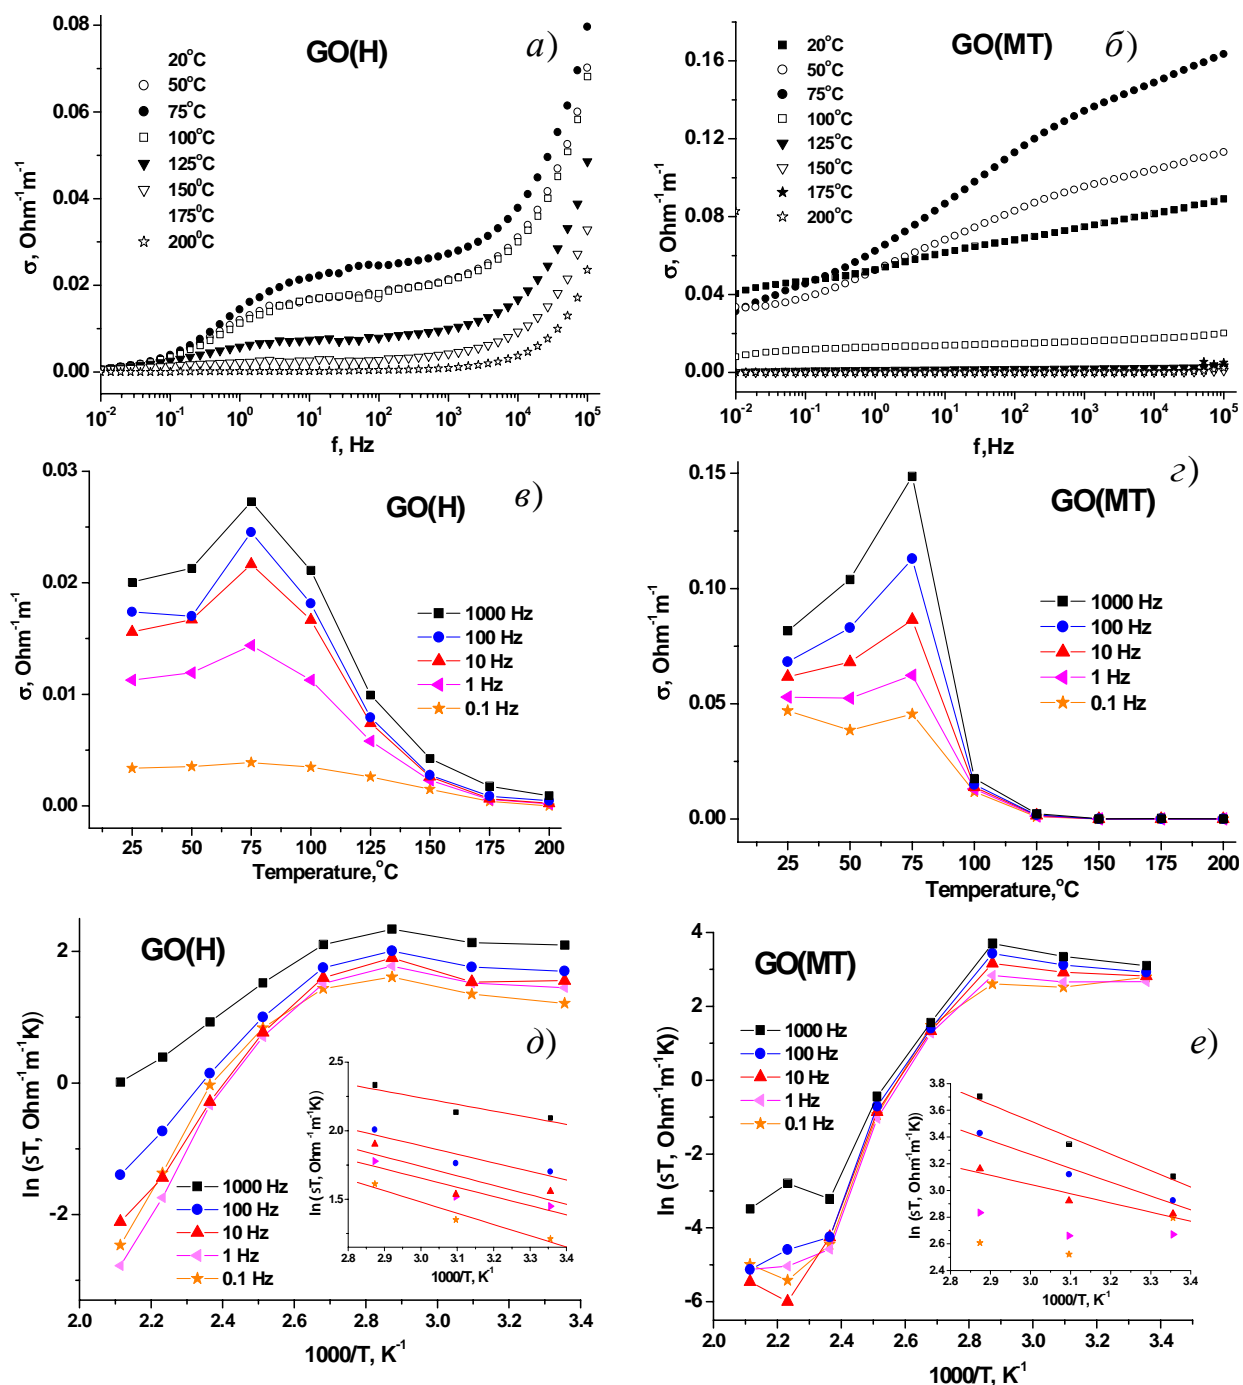 GO(H)
а)
σ, Ohm⁻¹m⁻¹
0.08
0.06
0.04
0.02
0.00
20°C
50°C
75°C
100°C
125°C
150⁰C
175⁰C
200⁰C
10⁻² 10⁻¹ 10⁰ 10¹ 10² 10³ 10⁴ 10⁵
f, Hz
GO(MT)
б)
σ, Ohm⁻¹m⁻¹
0.16
0.12
0.08
0.04
0.00
20°C
50°C
75°C
100°C
125°C
150°C
175°C
200°C
10⁻² 10⁻¹ 10⁰ 10¹ 10² 10³ 10⁴ 10⁵
f,Hz
GO(H)
в)
σ, Ohm⁻¹m⁻¹
0.03
0.02
0.01
0.00
1000 Hz
100 Hz
10 Hz
1 Hz
0.1 Hz
25 50 75 100 125 150 175 200
Temperature,°C
GO(MT)
г)
σ, Ohm⁻¹m⁻¹
0.15
0.10
0.05
0.00
1000 Hz
100 Hz
10 Hz
1 Hz
0.1 Hz
25 50 75 100 125 150 175 200
Temperature,°C
GO(H)
д)
ln (sT, Ohm⁻¹m⁻¹K))
2
0
-2
1000 Hz
100 Hz
10 Hz
1 Hz
0.1 Hz
2.0 2.2 2.4 2.6 2.8 3.0 3.2 3.4
1000/T, K⁻¹
ln ( sT, Ohm⁻¹m⁻¹K))
2.5
2.0
1.5
2.8 2.9 3.0 3.1 3.2 3.3 3.4
1000/T, K⁻¹
GO(MT)
е)
ln (sT, Ohm⁻¹m⁻¹K))
4
2
0
-2
-4
-6
1000 Hz
100 Hz
10 Hz
1 Hz
0.1 Hz
2.0 2.2 2.4 2.6 2.8 3.0 3.2 3.4
1000/T, K⁻¹
ln (sT, Ohm⁻¹m⁻¹K))
3.8
3.6
3.4
3.2
3.0
2.8
2.6
2.4
2.8 2.9 3.0 3.1 3.2 3.3 3.4
1000/T, K⁻¹